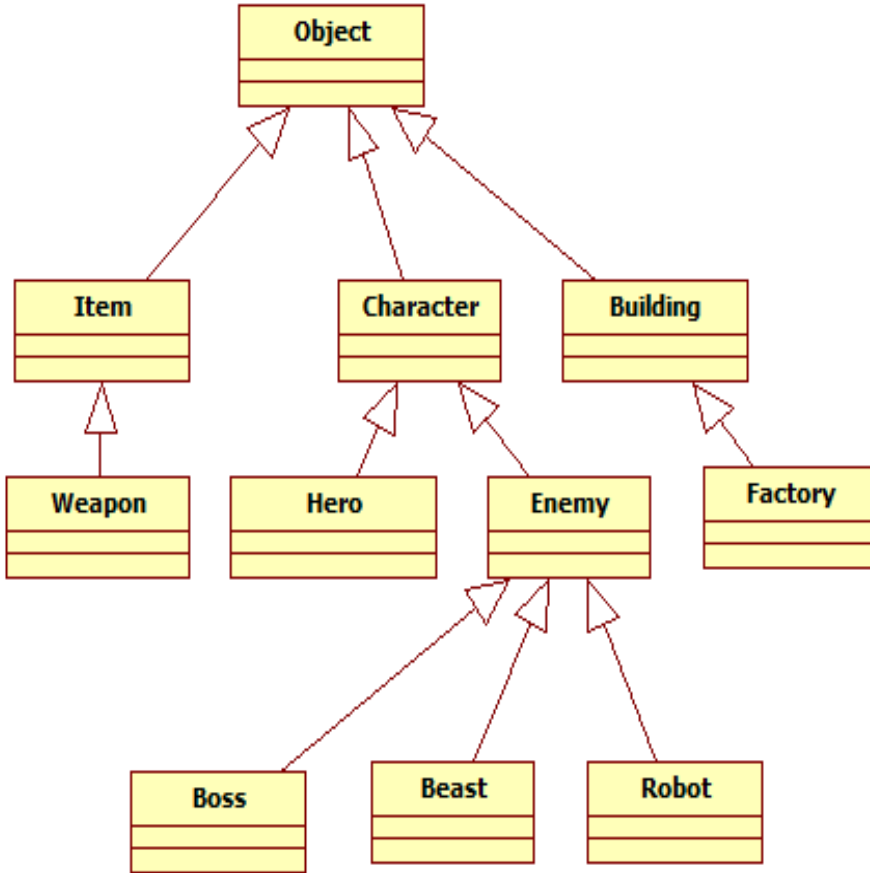 Object
Item
Character
Building
Weapon
Hero
Enemy
Factory
Boss
Beast
Robot